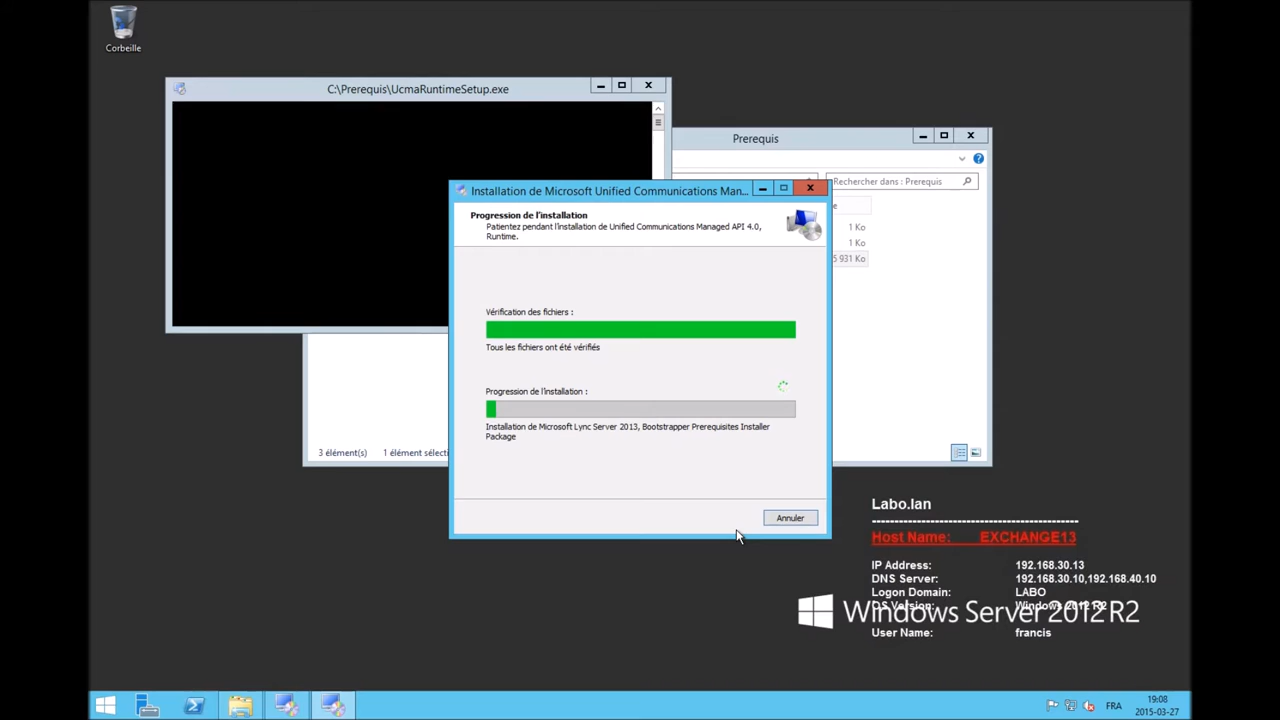 Corbeille
C:\Prerequis\UcmaRuntimeSetup.exe
Prerequis
Rechercher dans : Prerequis
e
1 Ko
1 Ko
5 931 Ko
Installation de Microsoft Unified Communications Man...
Progression de l'installation
Patientez pendant l'installation de Unified Communications Managed API 4.0,
Runtime.
Vérification des fichiers :
Tous les fichiers ont été vérifiés
Progression de l'installation :
Installation de Microsoft Lync Server 2013, Bootstrapper Prerequisites Installer
Package
Annuler
3 élément(s) 1 élément sélecti
Labo.lan
--------------------------------------------------
Host Name: EXCHANGE13
IP Address: 192.168.30.13
DNS Server: 192.168.30.10,192.168.40.10
Logon Domain: LABO
OS Version: Windows 2012 R2
Windows Server 2012 R2
User Name: francis
FRA
19:08
2015-03-27